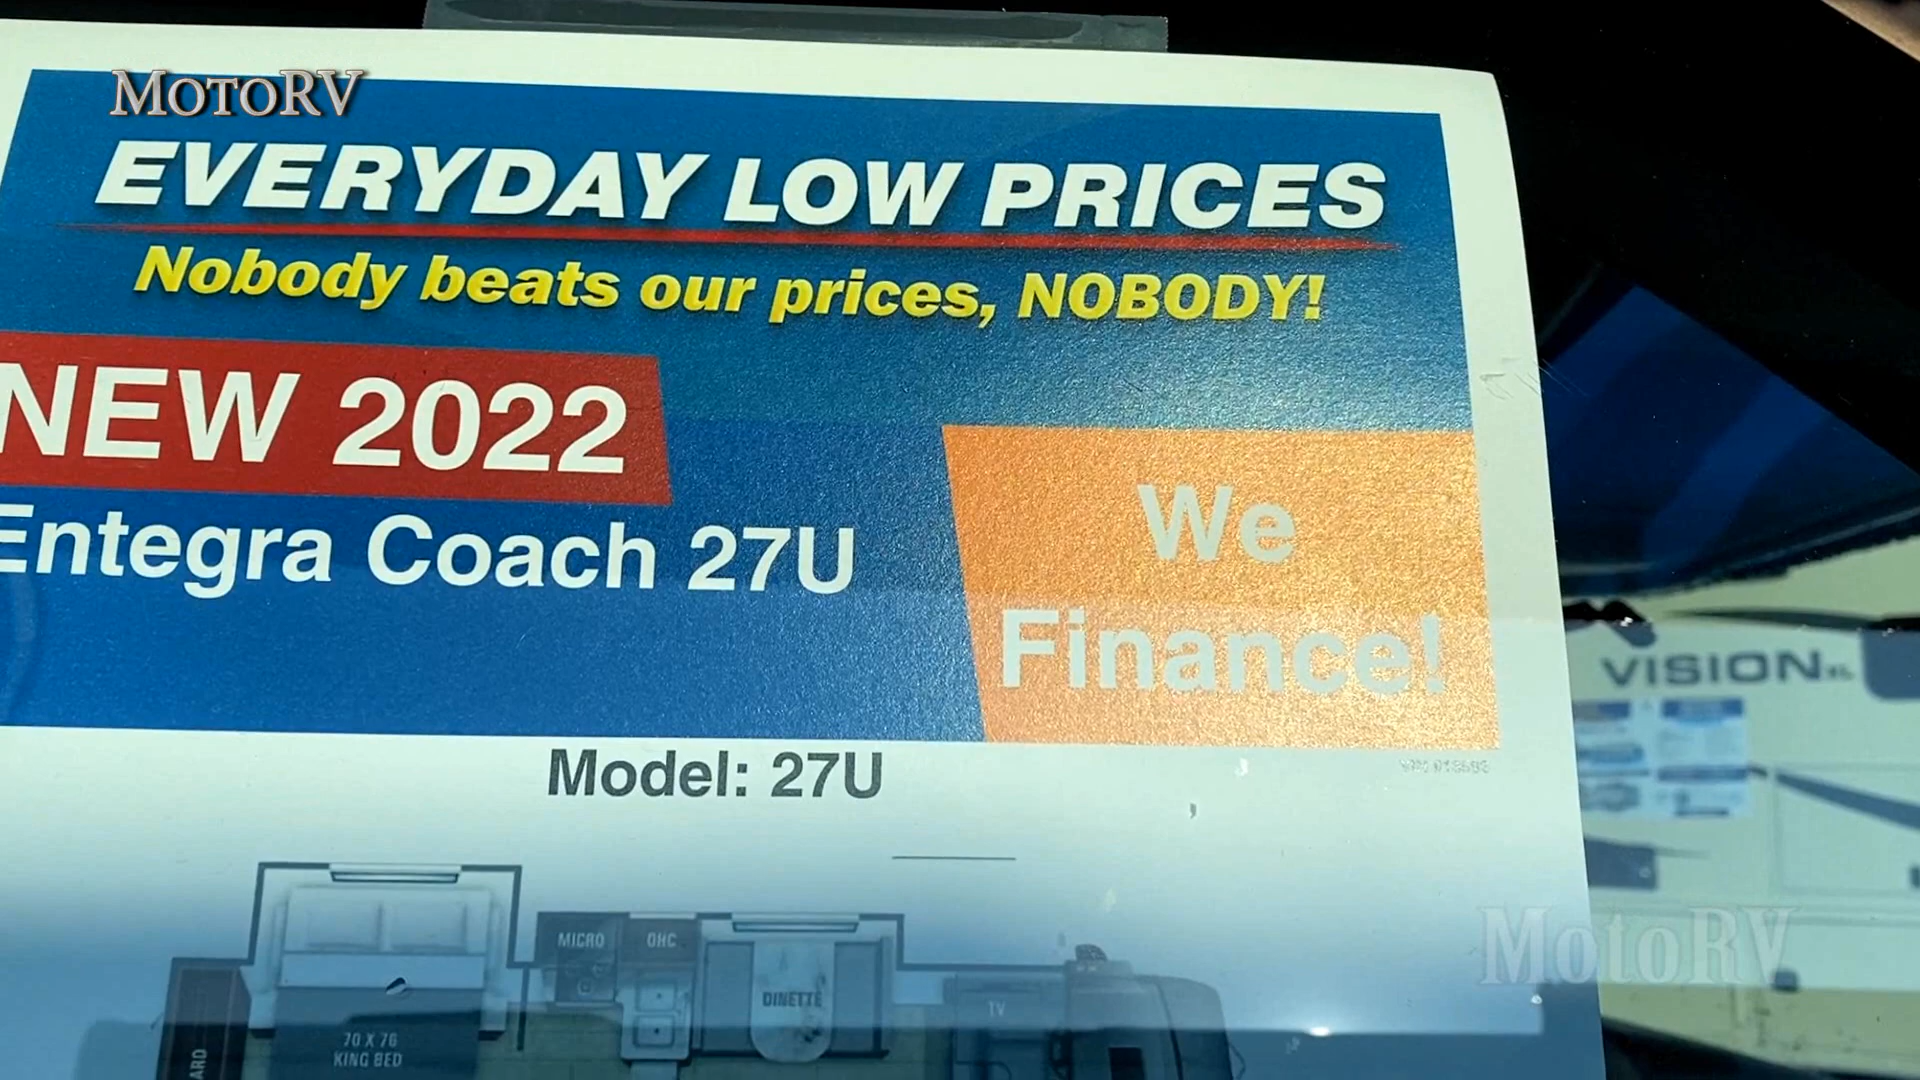 MotoRV
EVERYDAY LOW PRICES
Nobody beats our prices, NOBODY!
NEW 2022
Entegra Coach 27U
We
Finance!
VISION XL
Model: 27U
MICRO
OHC
MotoRV
DINETTE
TV
70 X 76
KING BED